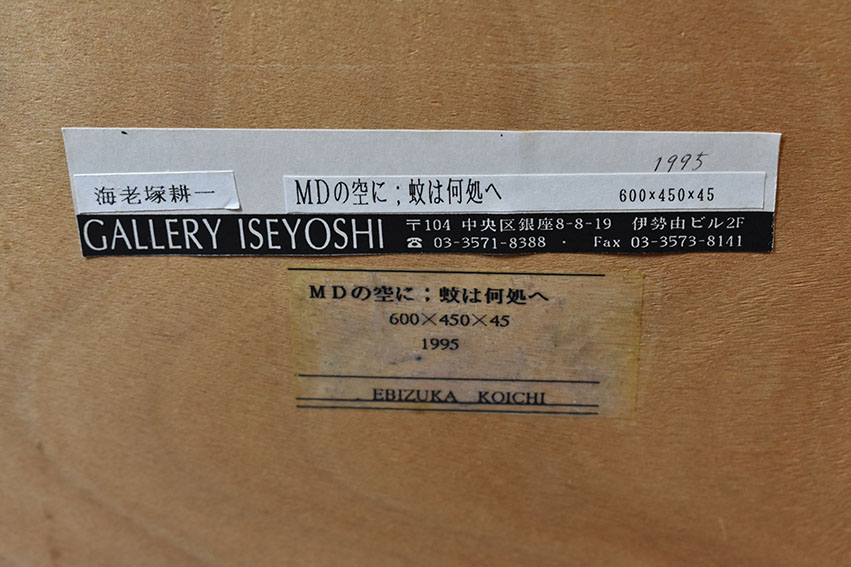 1995
海老塚耕一
MDの空に;蚊は何処へ 600×450×45
GALLERY ISEYOSHI
〒104 中央区銀座8-8-19 伊勢由ビル2F
☎ 03-3571-8388 · Fax 03-3573-8141
MDの空に;蚊は何処へ
600×450×45
1995
EBIZUKA KOICHI